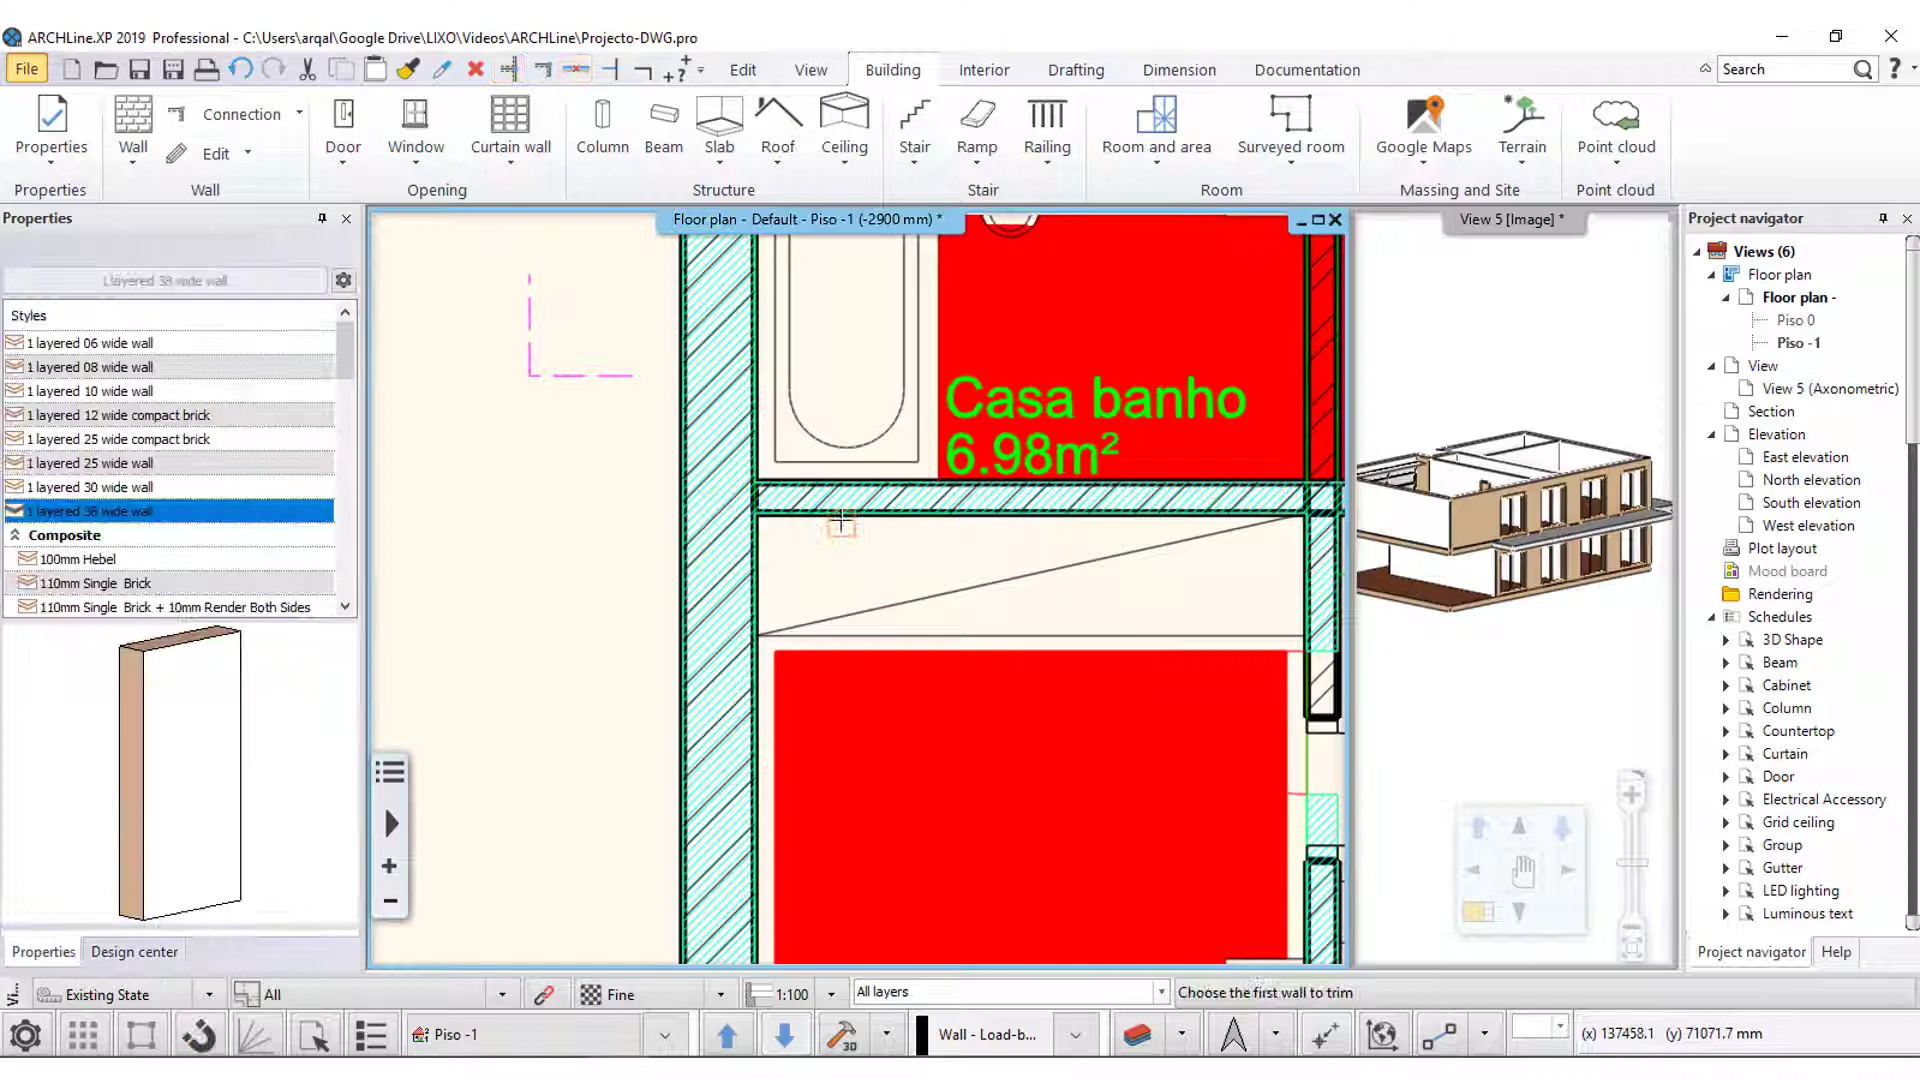 ARCHLine.XP 2019 Professional - C:\Users\arqal\Google Drive\LIXO\Videos\ARCHLine\Projecto-DWG.pro
File
Edit
View
Building
Interior
Drafting
Dimension
Documentation
Search
?
Properties
Wall
Connection
Edit
Door
Window
Curtain wall
Column
Beam
Slab
Roof
Ceiling
Stair
Ramp
Railing
Room and area
Surveyed room
Google Maps
Terrain
Point cloud
Properties
Wall
Opening
Structure
Stair
Room
Massing and Site
Point cloud
Properties
1 layered 38 wide wall
Styles
1 layered 06 wide wall
1 layered 08 wide wall
1 layered 10 wide wall
1 layered 12 wide compact brick
1 layered 25 wide compact brick
1 layered 25 wide wall
1 layered 30 wide wall
1 layered 38 wide wall
Composite
100mm Hebel
110mm Single Brick
110mm Single Brick + 10mm Render Both Sides
Properties
Design center
Floor plan - Default - Piso -1 (-2900 mm) *
Casa banho
6.98m²
View 5 [Image] *
Project navigator
Views (6)
Floor plan
Floor plan -
Piso 0
Piso -1
View
View 5 (Axonometric)
Section
Elevation
East elevation
North elevation
South elevation
West elevation
Plot layout
Mood board
Rendering
Schedules
3D Shape
Beam
Cabinet
Column
Countertop
Curtain
Door
Electrical Accessory
Grid ceiling
Group
Gutter
LED lighting
Luminous text
Project navigator
Help
Existing State
All
Fine
1:100
All layers
Choose the first wall to trim
Piso -1
3D
Wall - Load-b...
(x) 137458.1 (y) 71071.7 mm